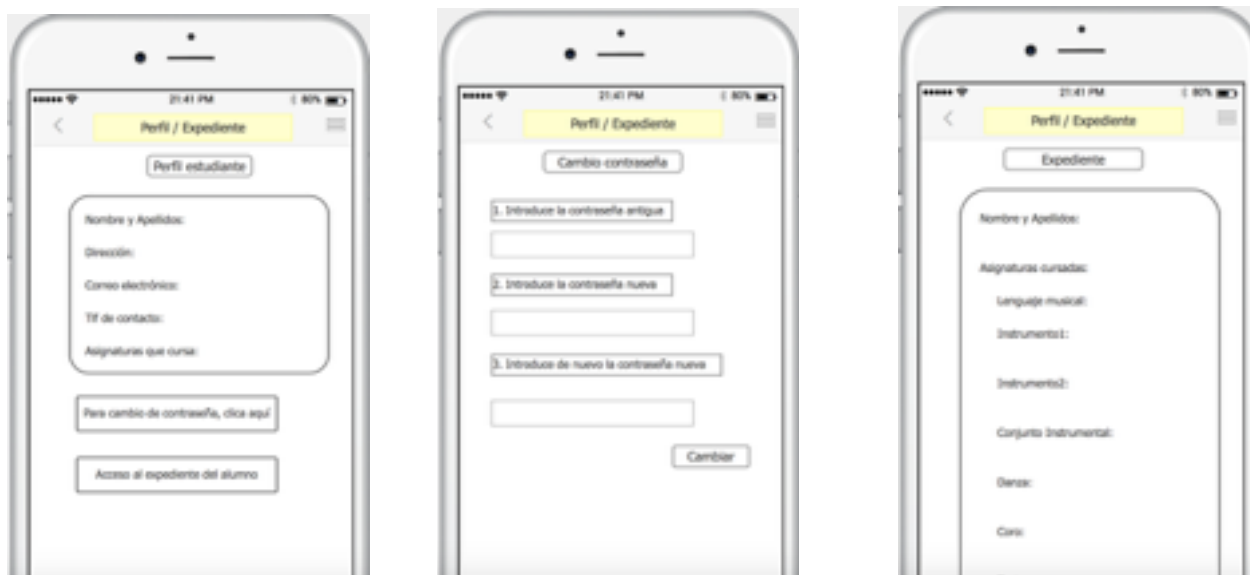 21:41 PM 80%
Perfil / Expediente
Perfil estudiante
Nombre y Apellidos:
Dirección:
Correo electrónico:
Tlf de contacto:
Asignaturas que cursa:
Para cambio de contraseña, clica aquí
Acceso al expediente del alumno
21:41 PM 80%
Perfil / Expediente
Cambio contraseña
1. Introduce la contraseña antigua
2. Introduce la contraseña nueva
3. Introduce de nuevo la contraseña nueva
Cambiar
21:41 PM 80%
Perfil / Expediente
Expediente
Nombre y Apellidos:
Asignaturas cursadas:
Lenguaje musical:
Instrumento1:
Instrumento2:
Conjunto Instrumental:
Danza:
Coro: